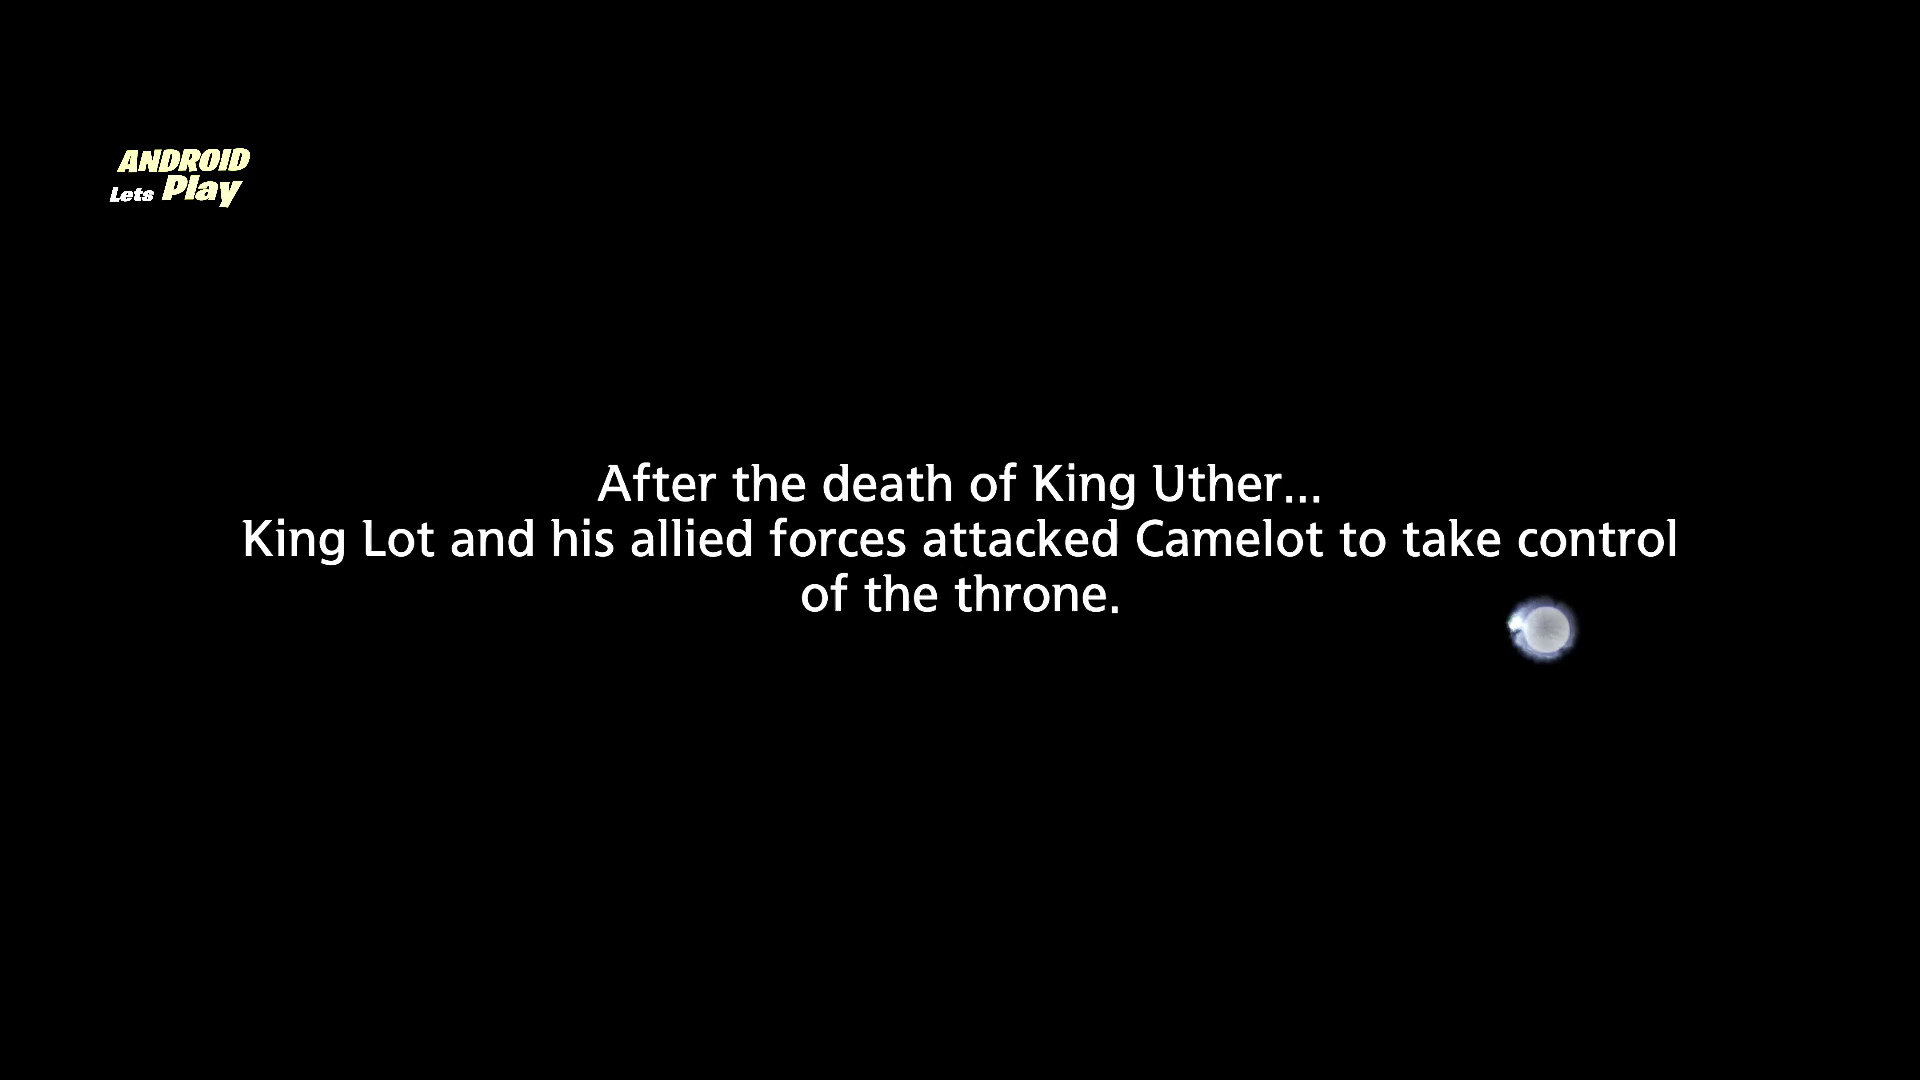 ANDROID
Lets Play
After the death of King Uther...
King Lot and his allied forces attacked Camelot to take control
of the throne.